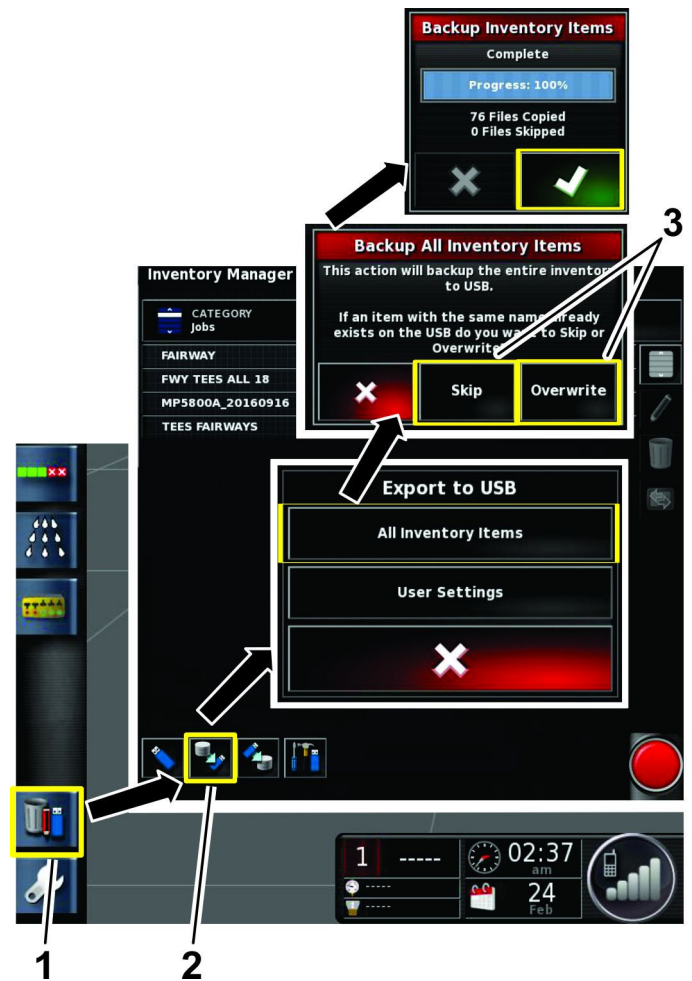 Backup Inventory Items
Complete
Progress: 100%
76 Files Copied
0 Files Skipped
3
Backup All Inventory Items
This action will backup the entire inventory
to USB.
If an item with the same name already
exists on the USB do you want to Skip or
Overwrite
Skip
Overwrite
Inventory Manager
CATEGORY
Jobs
FAIRWAY
FWY TEES ALL 18
MP5800A_20160916
TEES FAIRWAYS
Export to USB
All Inventory Items
User Settings
1 -----
-----
-----
02:37
am
24
Feb
1
2